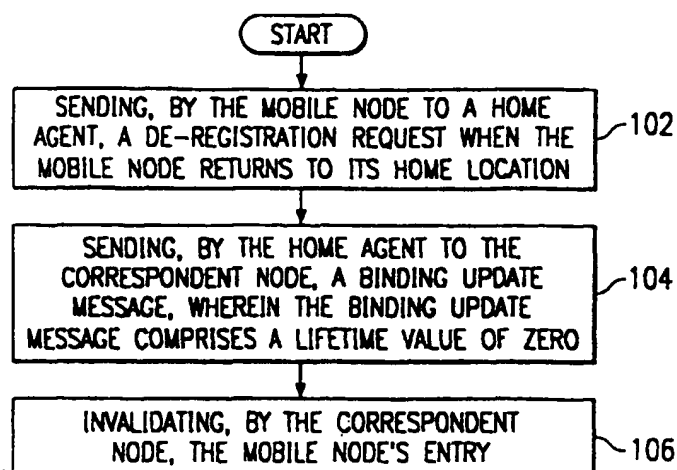 START
SENDING, BY THE MOBILE NODE TO A HOME
AGENT, A DE-REGISTRATION REQUEST WHEN THE
MOBILE NODE RETURNS TO ITS HOME LOCATION
102
SENDING, BY THE HOME AGENT TO THE
CORRESPONDENT NODE, A BINDING UPDATE
MESSAGE, WHEREIN THE BINDING UPDATE
MESSAGE COMPRISES A LIFETIME VALUE OF ZERO
104
INVALIDATING, BY THE CORRESPONDENT
NODE, THE MOBILE NODE'S ENTRY
106